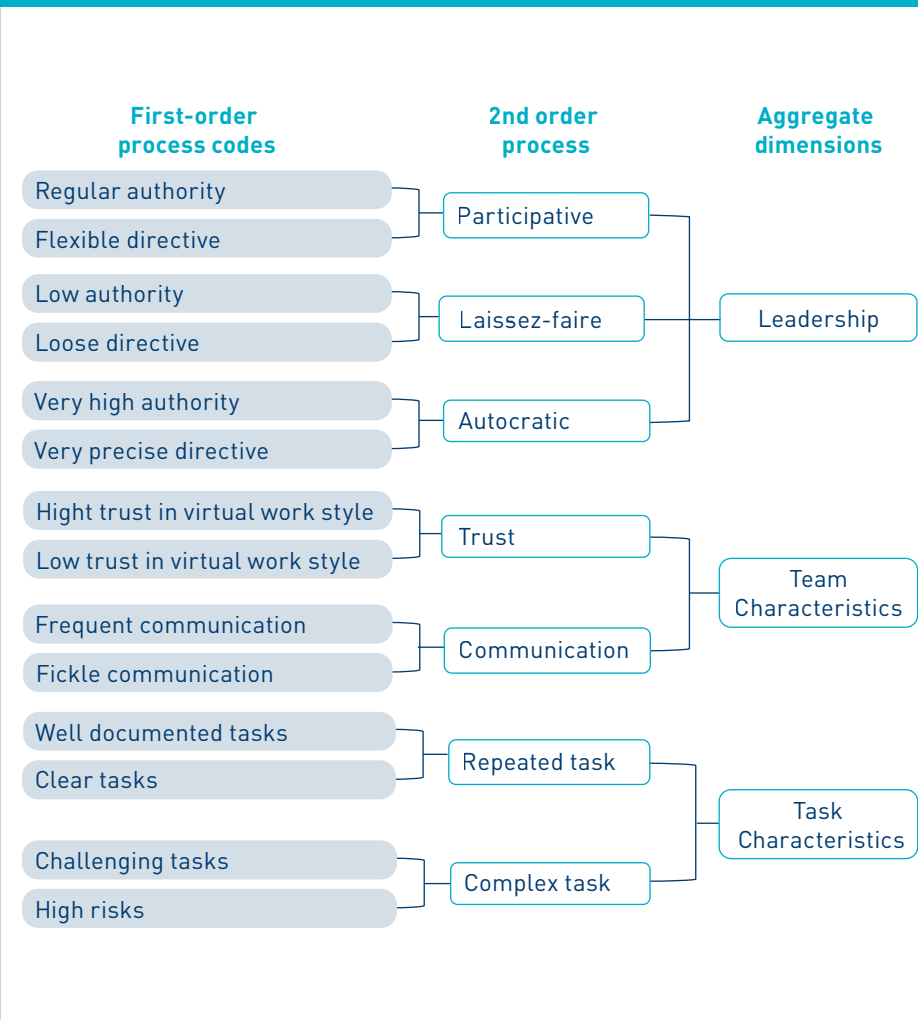 First-order
process codes
2nd order
process
Aggregate
dimensions
Regular authority
Flexible directive
Participative
Low authority
Loose directive
Laissez-faire
Leadership
Very high authority
Very precise directive
Autocratic
Hight trust in virtual work style
Low trust in virtual work style
Trust
Team
Characteristics
Frequent communication
Fickle communication
Communication
Well documented tasks
Clear tasks
Repeated task
Task
Characteristics
Challenging tasks
High risks
Complex task